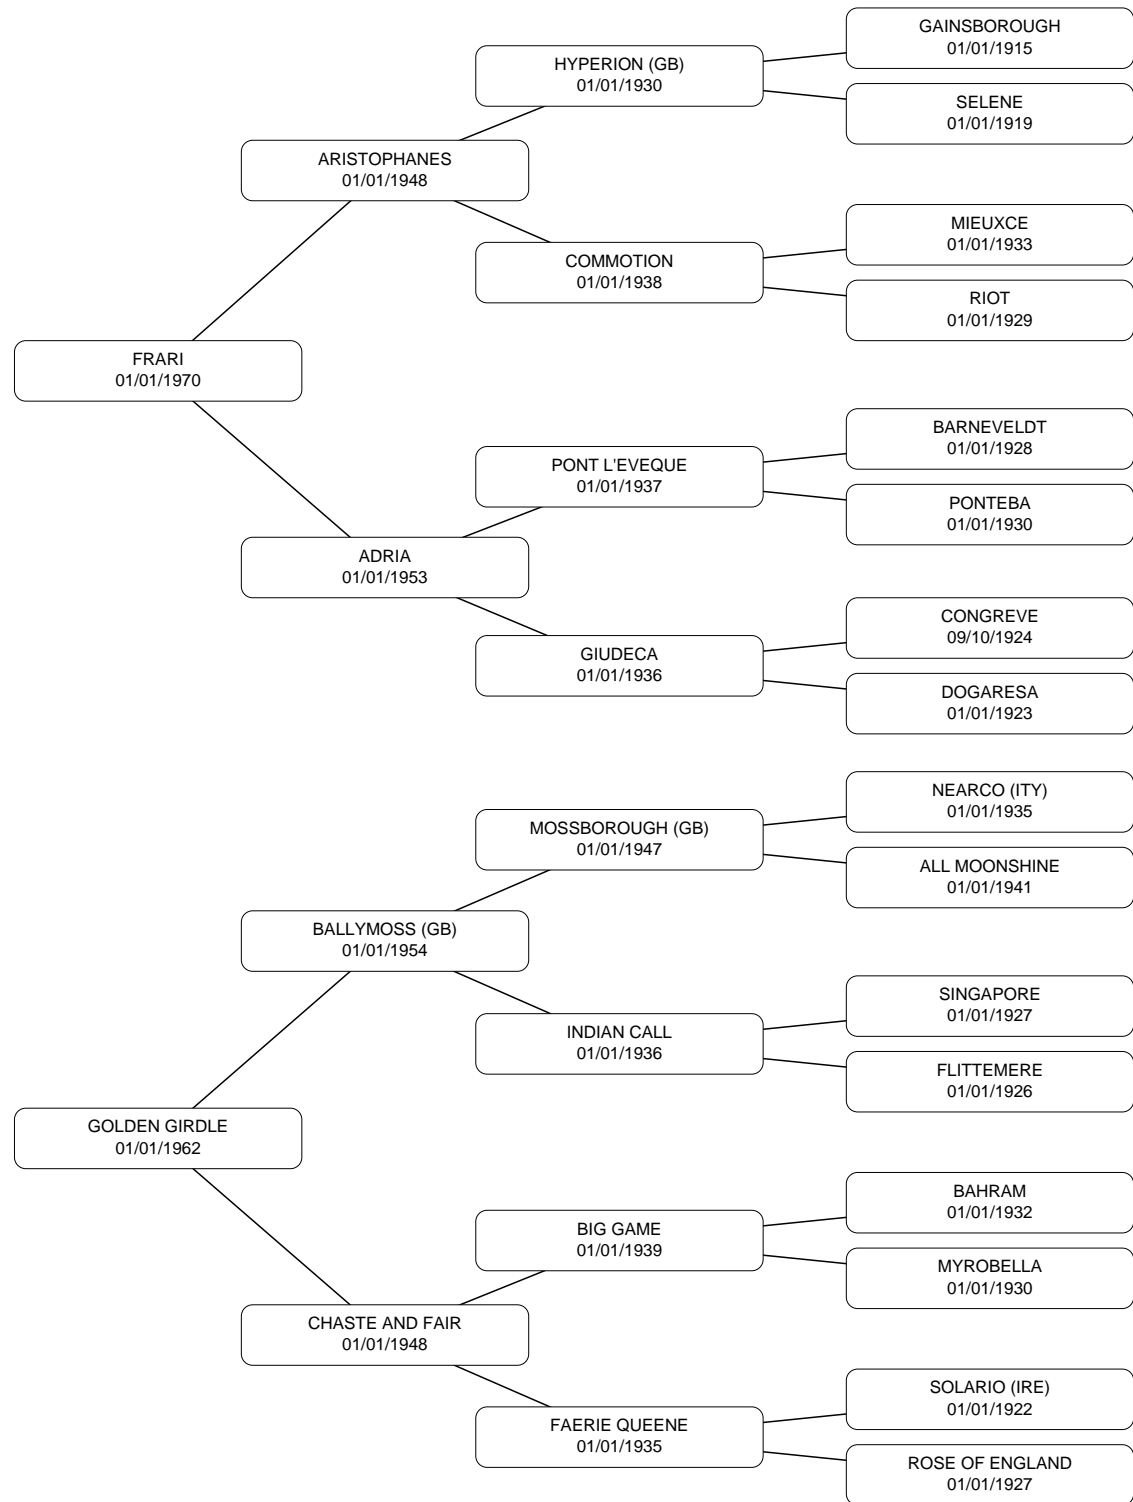 GAINSBOROUGH
01/01/1915
HYPERION (GB)
01/01/1930
SELENE
01/01/1919
ARISTOPHANES
01/01/1948
MIEUXCE
01/01/1933
COMMOTION
01/01/1938
RIOT
01/01/1929
FRARI
01/01/1970
BARNEVELDT
01/01/1928
PONT L'EVEQUE
01/01/1937
PONTEBA
01/01/1930
ADRIA
01/01/1953
CONGREVE
09/10/1924
GIUDECA
01/01/1936
DOGARESA
01/01/1923
NEARCO (ITY)
01/01/1935
MOSSBOROUGH (GB)
01/01/1947
ALL MOONSHINE
01/01/1941
BALLYMOSS (GB)
01/01/1954
SINGAPORE
01/01/1927
INDIAN CALL
01/01/1936
FLITTEMERE
01/01/1926
GOLDEN GIRDLE
01/01/1962
BAHRAM
01/01/1932
BIG GAME
01/01/1939
MYROBELLA
01/01/1930
CHASTE AND FAIR
01/01/1948
SOLARIO (IRE)
01/01/1922
FAERIE QUEENE
01/01/1935
ROSE OF ENGLAND
01/01/1927